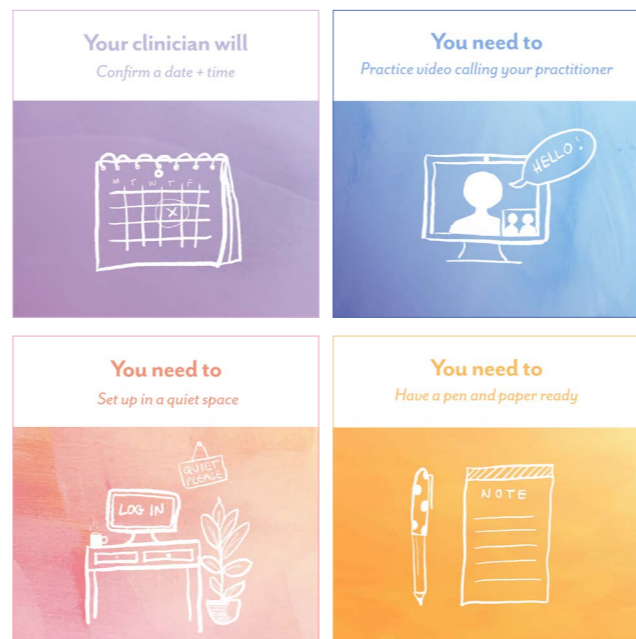 Your clinician will
Confirm a date + time
M T W T F
X
You need to
Practice video calling your practitioner
HELLO!
You need to
Set up in a quiet space
QUIET
PLEASE
LOG IN
You need to
Have a pen and paper ready
NOTE